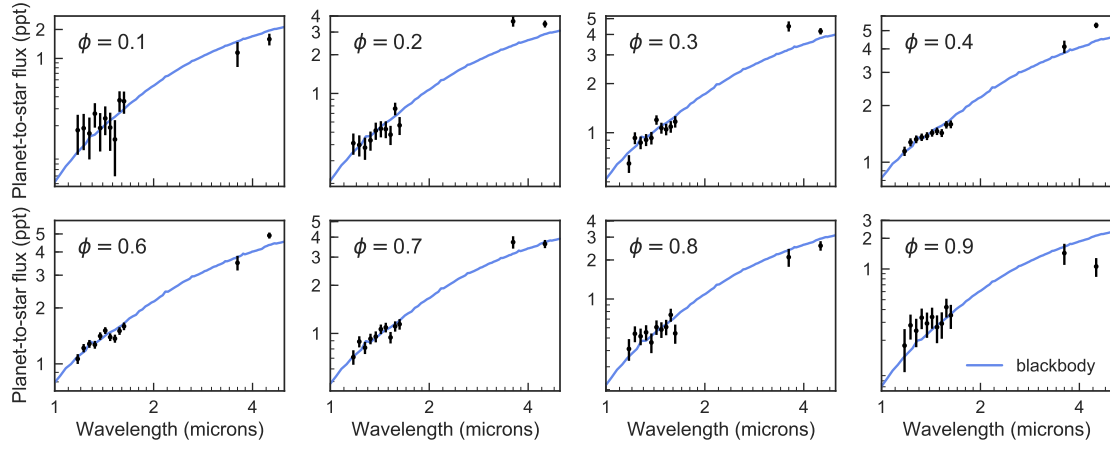 Planet-to-star flux (ppt)
2
1
ϕ = 0.1
4
3
1
ϕ = 0.2
5
4
3
2
1
ϕ = 0.3
5
4
3
2
1
ϕ = 0.4
Planet-to-star flux (ppt)
5
4
3
2
1
ϕ = 0.6
4
3
2
1
ϕ = 0.7
4
3
2
1
ϕ = 0.8
3
2
1
ϕ = 0.9
blackbody
1 2 4
1 2 4
1 2 4
1 2 4
Wavelength (microns)
Wavelength (microns)
Wavelength (microns)
Wavelength (microns)